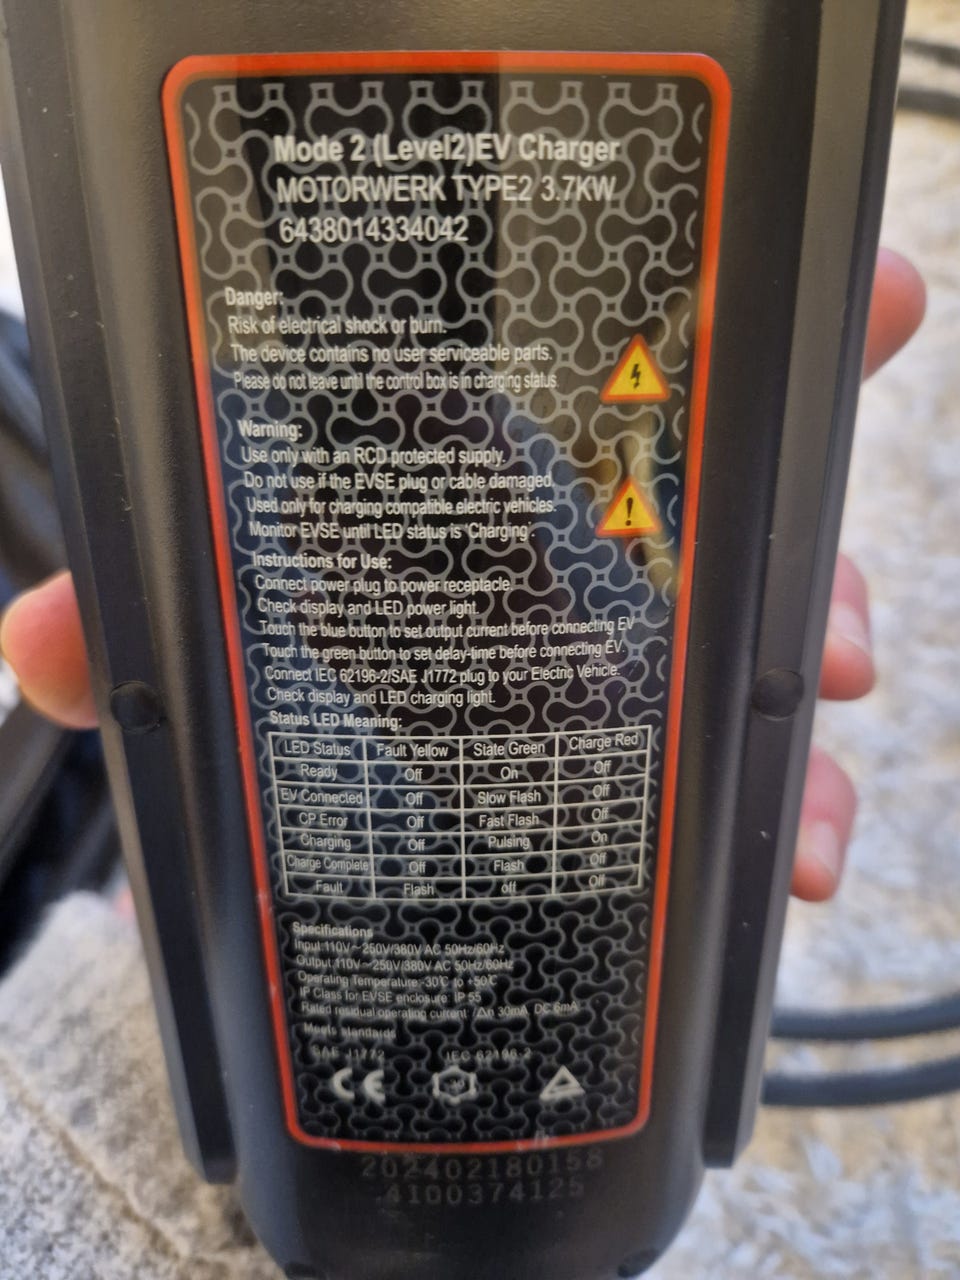 Mode 2 (Level2)EV Charger
MOTORWERK TYPE2 3.7KW
6438014334042
Danger:
Risk of electrical shock or burn.
The device contains no user serviceable parts.
Please do not leave until the control box is in charging status.
Warning:
Use only with an RCD protected supply.
Do not use if the EVSE plug or cable damaged.
Used only for charging compatible electric vehicles.
Monitor EVSE until LED status is 'Charging'.
Instructions for Use:
Connect power plug to power receptacle.
Check display and LED power light.
Touch the blue button to set output current before connecting EV
Touch the green button to set delay-time before connecting EV.
Connect IEC 62196-2/SAE J1772 plug to your Electric Vehicle.
Check display and LED charging light.
Status LED Meaning:
LED Status Fault Yellow State Green Charge Red
Ready Off On Off
EV Connected Off Slow Flash Off
CP Error Off Fast Flash Off
Charging Off Pulsing On
Charge Complete Off Flash Off
Fault Flash off Off
Specifications
Input:110V~250V/380V AC 50Hz/60Hz
Output:110V~250V/380V AC 50Hz/60Hz
Operating Temperature:-30℃ to +50℃
IP Class for EVSE enclosure: IP 55
Rated residual operating current: /Δn 30mA, DC 6mA
Meets standards
SAE J1772 IEC 62196-2
CE
202402180158
4100374125